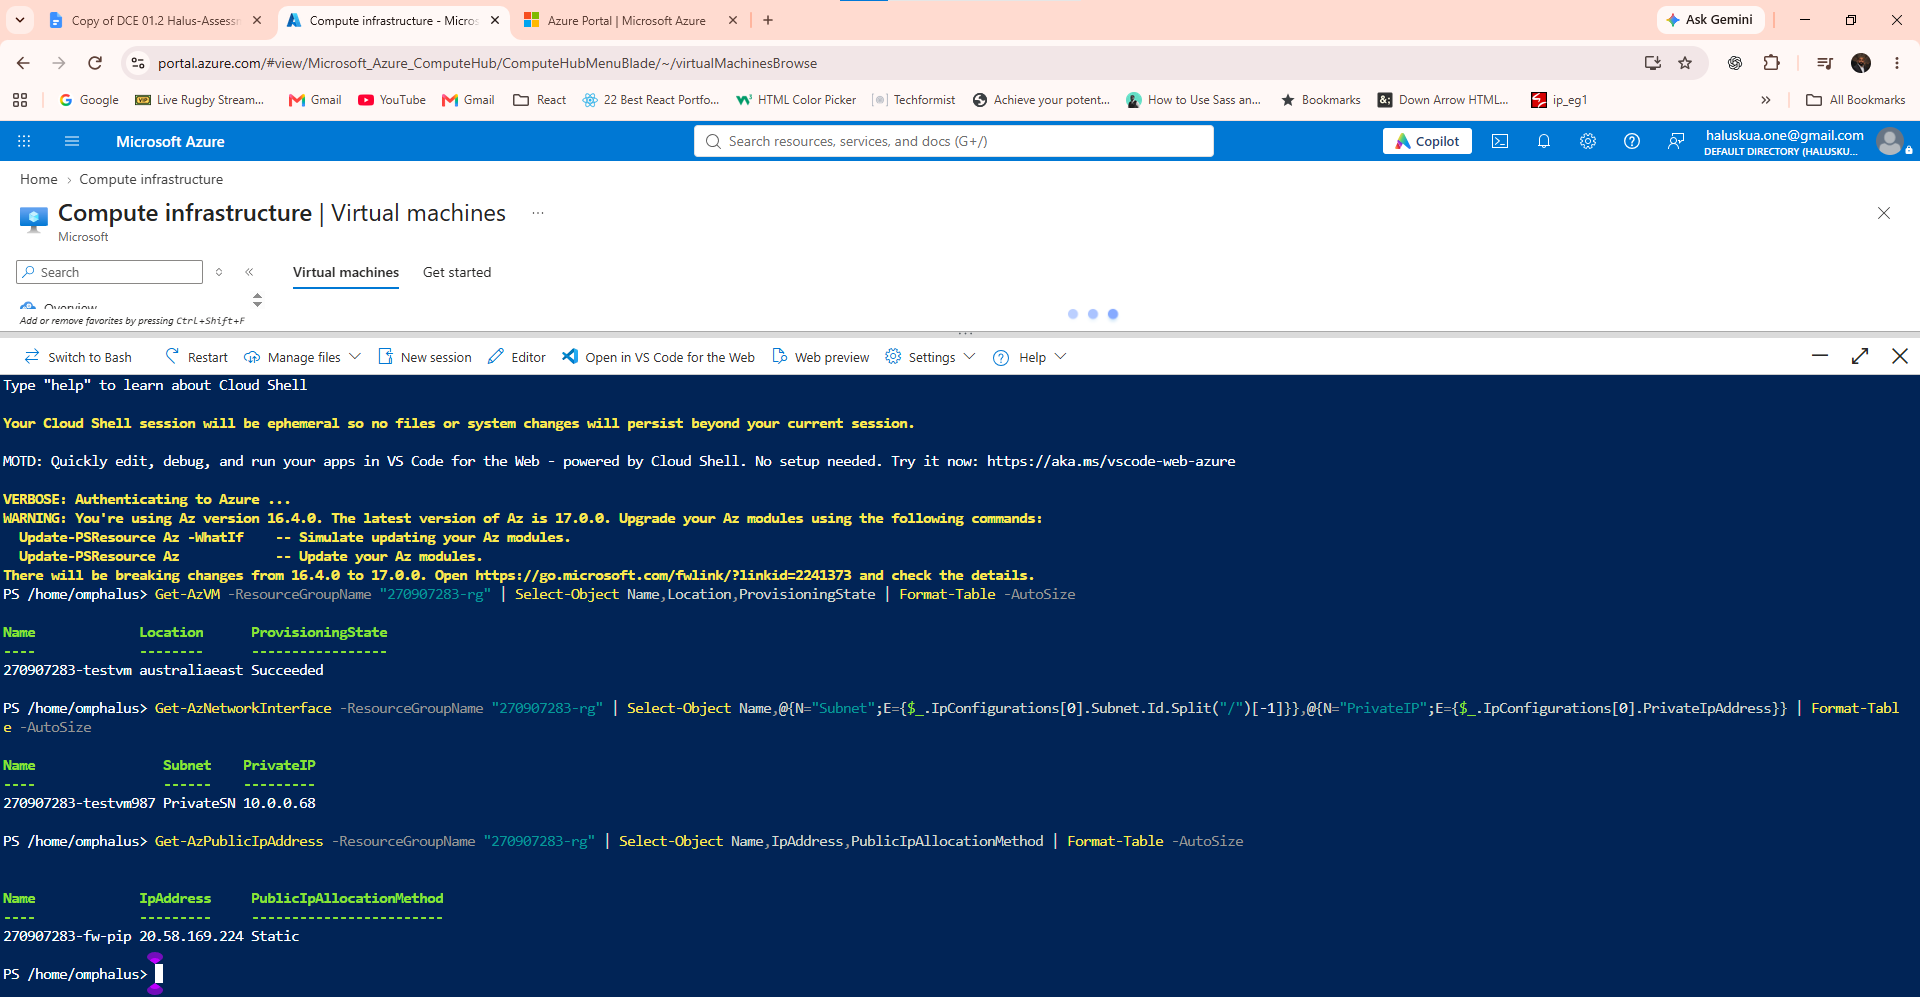 Copy of DCE 01.2 Halus-Assessm
Compute infrastructure - Micros
Azure Portal | Microsoft Azure
Ask Gemini
portal.azure.com/#view/Microsoft_Azure_ComputeHub/ComputeHubMenuBlade/~/virtualMachinesBrowse
Google
Live Rugby Stream...
Gmail
YouTube
Gmail
React
22 Best React Portfo...
HTML Color Picker
Techformist
Achieve your potent...
How to Use Sass an...
Bookmarks
Down Arrow HTML...
ip_eg1
All Bookmarks
Microsoft Azure
Search resources, services, and docs (G+/)
Copilot
haluskua.one@gmail.com
DEFAULT DIRECTORY (HALUSKU...
Home > Compute infrastructure
Compute infrastructure | Virtual machines ...
Microsoft
Search
Virtual machines
Get started
Overview
Add or remove favorites by pressing Ctrl+Shift+F
Switch to Bash
Restart
Manage files
New session
Editor
Open in VS Code for the Web
Web preview
Settings
Help
Type "help" to learn about Cloud Shell
Your Cloud Shell session will be ephemeral so no files or system changes will persist beyond your current session.
MOTD: Quickly edit, debug, and run your apps in VS Code for the Web - powered by Cloud Shell. No setup needed. Try it now: https://aka.ms/vscode-web-azure
VERBOSE: Authenticating to Azure ...
WARNING: You're using Az version 16.4.0. The latest version of Az is 17.0.0. Upgrade your Az modules using the following commands:
  Update-PSResource Az -WhatIf    -- Simulate updating your Az modules.
  Update-PSResource Az            -- Update your Az modules.
There will be breaking changes from 16.4.0 to 17.0.0. Open https://go.microsoft.com/fwlink/?linkid=2241373 and check the details.
PS /home/omphalus> Get-AzVM -ResourceGroupName "270907283-rg" | Select-Object Name,Location,ProvisioningState | Format-Table -AutoSize
Name             Location      ProvisioningState
----             --------      -----------------
270907283-testvm australiaeast Succeeded
PS /home/omphalus> Get-AzNetworkInterface -ResourceGroupName "270907283-rg" | Select-Object Name,@{N="Subnet";E={$_.IpConfigurations[0].Subnet.Id.Split("/")[-1]}},@{N="PrivateIP";E={$_.IpConfigurations[0].PrivateIpAddress}} | Format-Tabl
e -AutoSize
Name                Subnet    PrivateIP
----                ------    ---------
270907283-testvm987 PrivateSN 10.0.0.68
PS /home/omphalus> Get-AzPublicIpAddress -ResourceGroupName "270907283-rg" | Select-Object Name,IpAddress,PublicIpAllocationMethod | Format-Table -AutoSize
Name             IpAddress     PublicIpAllocationMethod
----             ---------     ------------------------
270907283-fw-pip 20.58.169.224 Static
PS /home/omphalus>